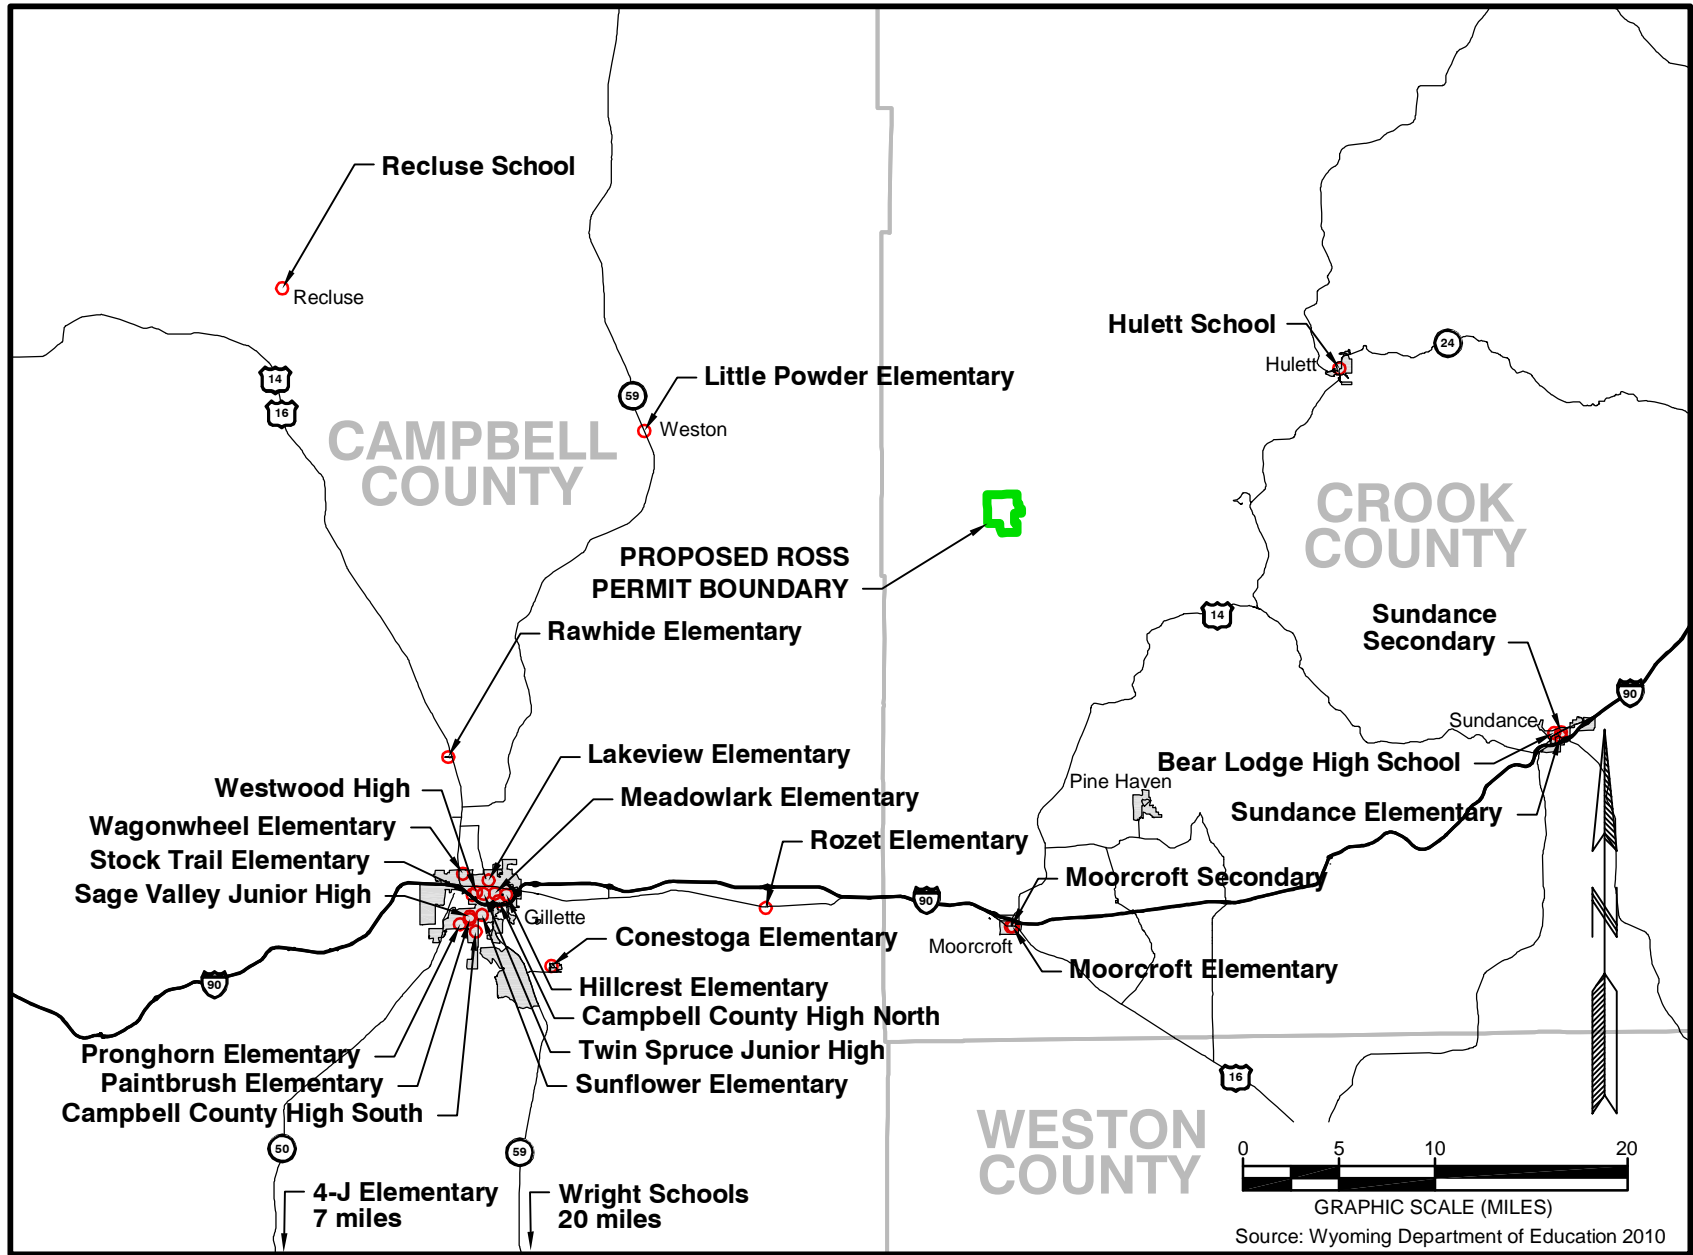 Recluse School
Recluse
Hulett School
Hulett
24
14
16
59
Little Powder Elementary
Weston
CAMPBELL
COUNTY
CROOK
COUNTY
PROPOSED ROSS
PERMIT BOUNDARY
14
Sundance
Secondary
Rawhide Elementary
90
Sundance
Lakeview Elementary
Bear Lodge High School
Westwood High
Pine Haven
Meadowlark Elementary
Sundance Elementary
Wagonwheel Elementary
Rozet Elementary
Stock Trail Elementary
Moorcroft Secondary
Sage Valley Junior High
90
Gillette
Conestoga Elementary
Moorcroft
Moorcroft Elementary
90
Hillcrest Elementary
Campbell County High North
Pronghorn Elementary
Twin Spruce Junior High
Paintbrush Elementary
Sunflower Elementary
16
Campbell County High South
N
WESTON
COUNTY
50
59
0 5 10 20
4-J Elementary
7 miles
Wright Schools
20 miles
GRAPHIC SCALE (MILES)
Source: Wyoming Department of Education 2010